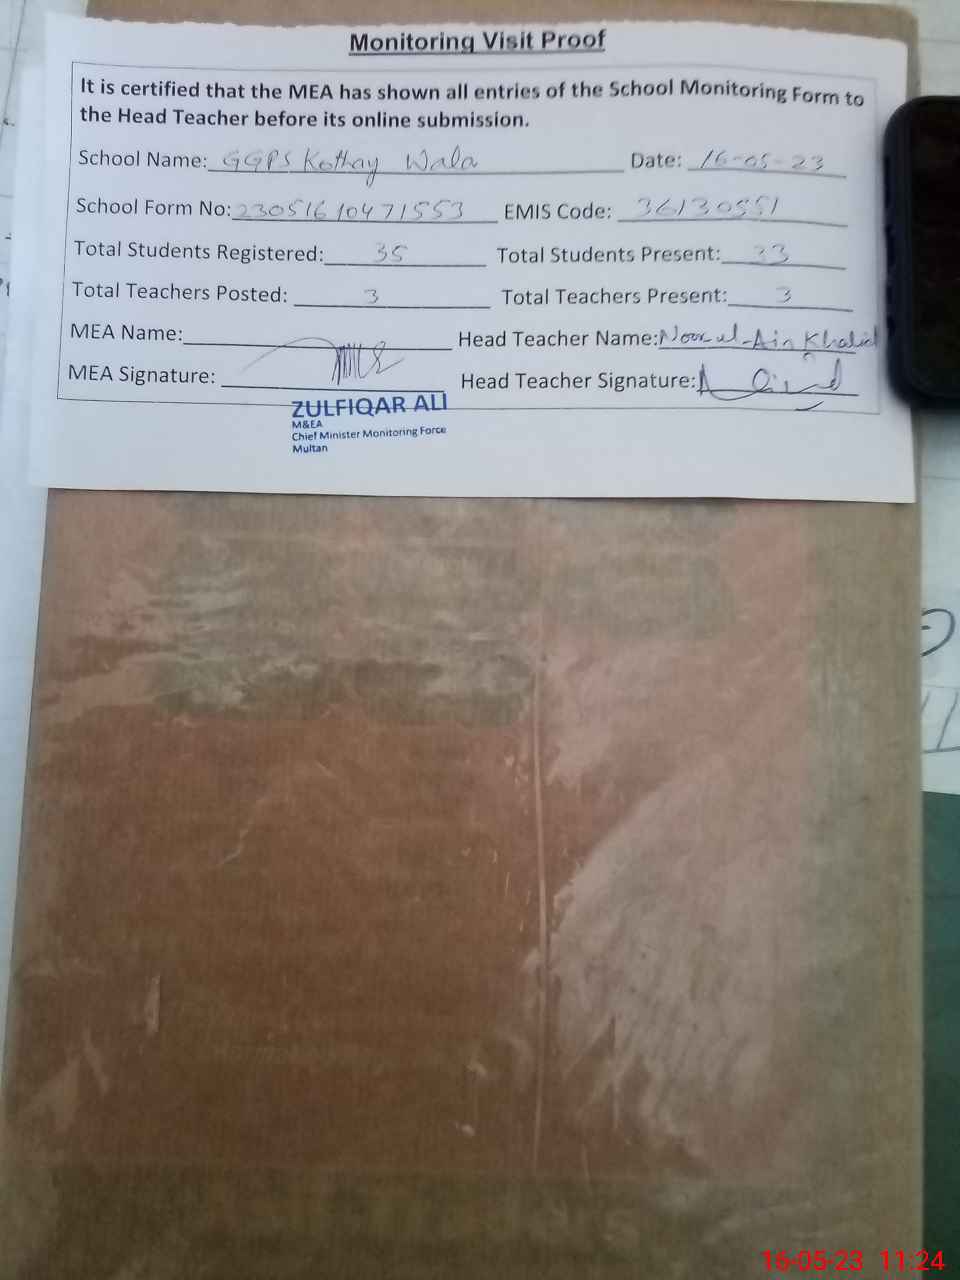 Monitoring Visit Proof
It is certified that the MEA has shown all entries of the School Monitoring Form to
the Head Teacher before its online submission.
School Name: GGPS Kothay Wala Date: 16-05-23
School Form No: 23051610471553 EMIS Code: 36130551
Total Students Registered: 35 Total Students Present: 33
Total Teachers Posted: 3 Total Teachers Present: 3
MEA Name: Head Teacher Name: Noor ul-Ain Khalid
MEA Signature: Head Teacher Signature:
ZULFIQAR ALI
M&EA
Chief Minister Monitoring Force
Multan
16-05-23 11:24